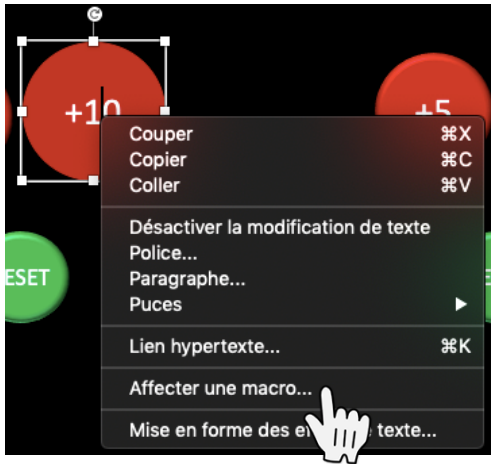 +10
+5
Couper ⌘X
Copier ⌘C
Coller ⌘V
Désactiver la modification de texte
Police...
Paragraphe...
Puces
ESET
Lien hypertexte... ⌘K
Affecter une macro...
Mise en forme des texte...